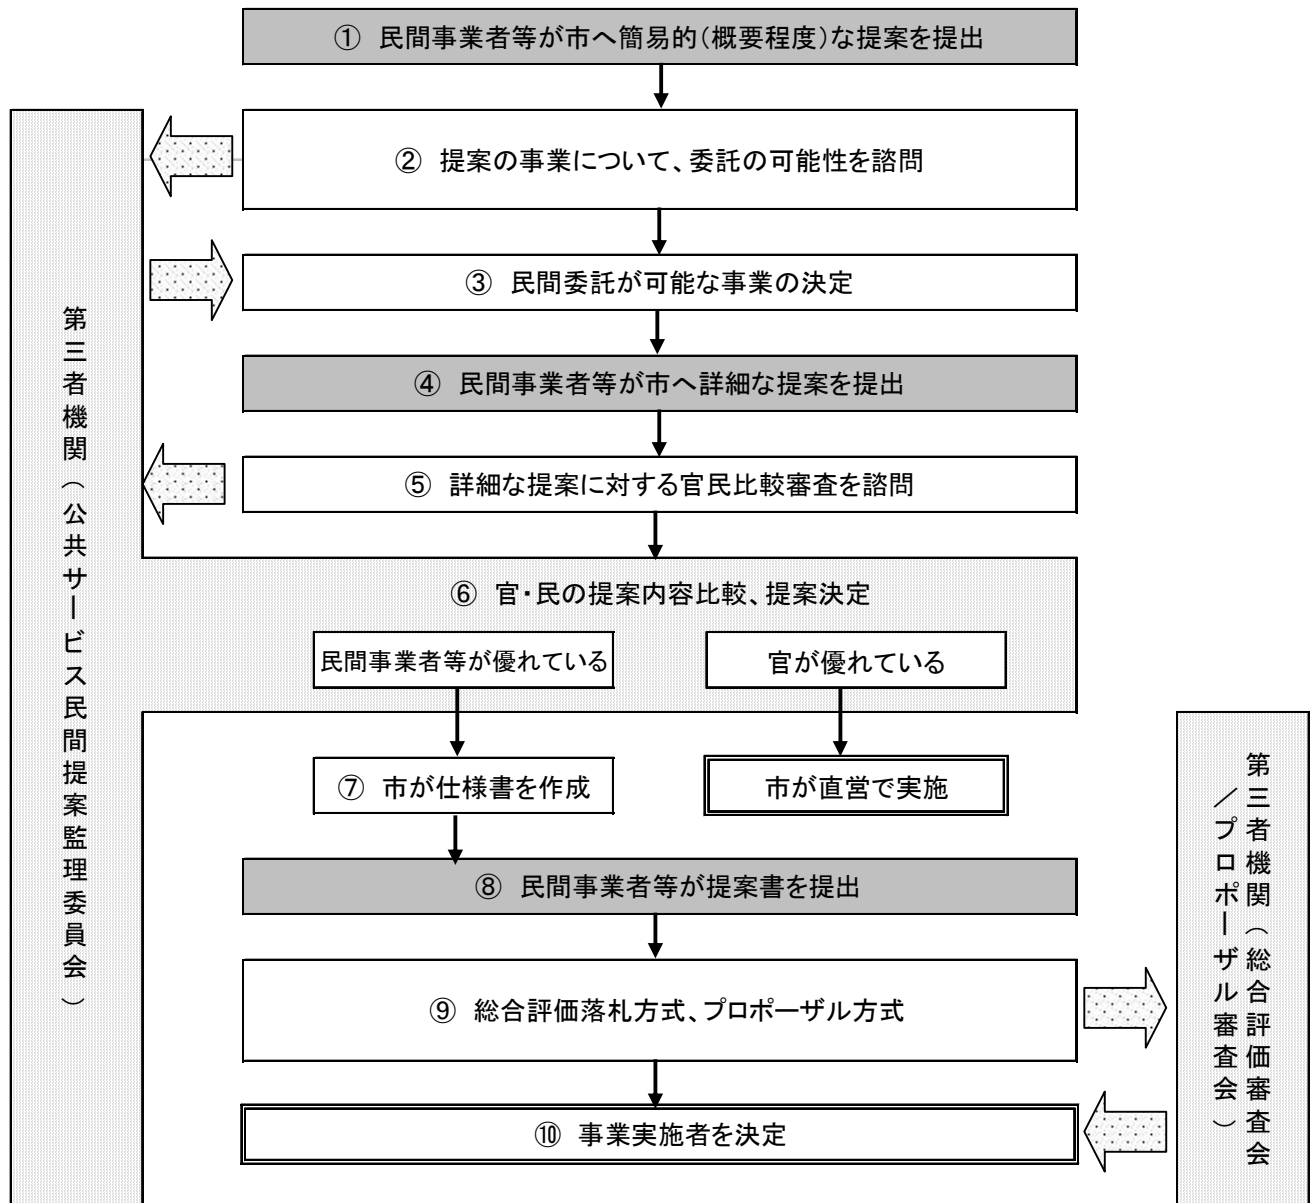 ① 民間事業者等が市へ簡易的(概要程度)な提案を提出
② 提案の事業について、委託の可能性を諮問
③ 民間委託が可能な事業の決定
④ 民間事業者等が市へ詳細な提案を提出
⑤ 詳細な提案に対する官民比較審査を諮問
⑥ 官・民の提案内容比較、提案決定
民間事業者等が優れている
官が優れている
⑦ 市が仕様書を作成
市が直営で実施
⑧ 民間事業者等が提案書を提出
⑨ 総合評価落札方式、プロポーザル方式
⑩ 事業実施者を決定
第三者機関（公共サービス民間提案監理委員会）
第三者機関（総合評価審査会
／プロポーザル審査会）